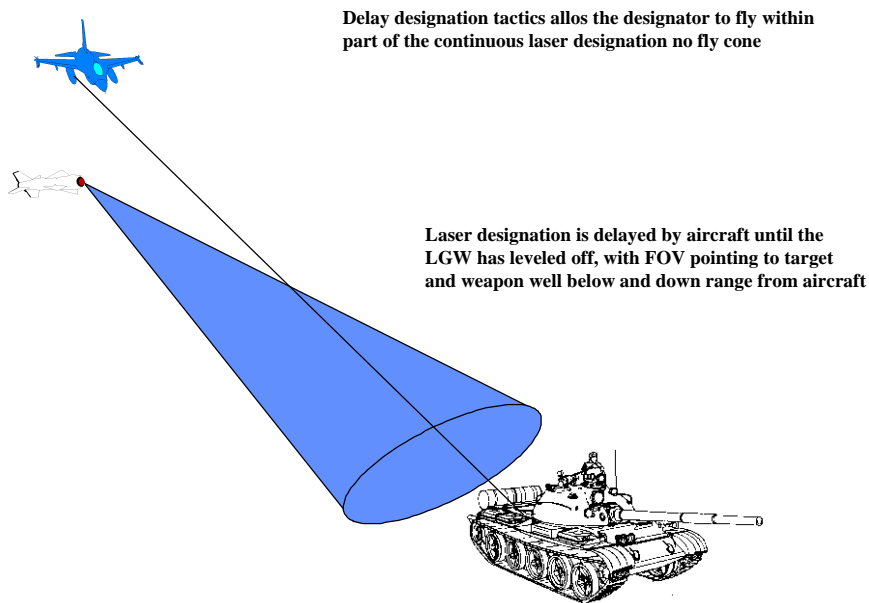 Delay designation tactics allos the designator to fly within
part of the continuous laser designation no fly cone
Laser designation is delayed by aircraft until the
LGW has leveled off, with FOV pointing to target
and weapon well below and down range from aircraft